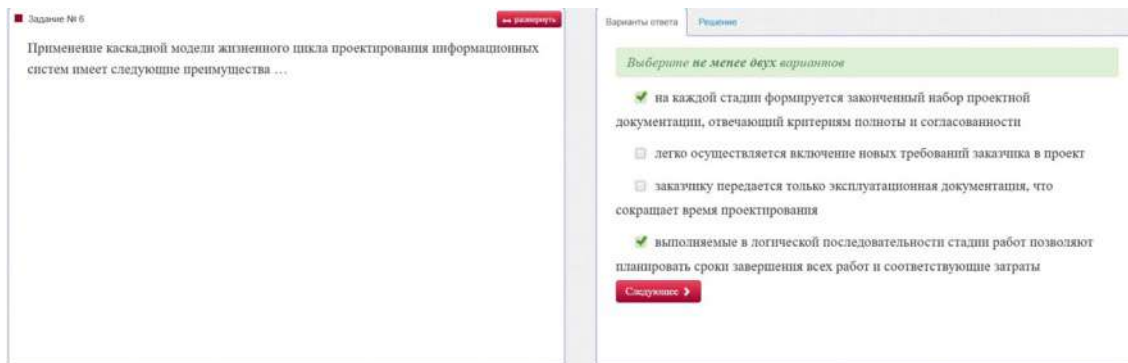 Задание № 6
развернуть
Применение каскадной модели жизненного цикла проектирования информационных
систем имеет следующие преимущества …
Варианты ответа
Решение
Выберите не менее двух вариантов
на каждой стадии формируется законченный набор проектной
документации, отвечающий критериям полноты и согласованности
легко осуществляется включение новых требований заказчика в проект
заказчику передается только эксплуатационная документация, что
сокращает время проектирования
выполняемые в логической последовательности стадии работ позволяют
планировать сроки завершения всех работ и соответствующие затраты
Следующее